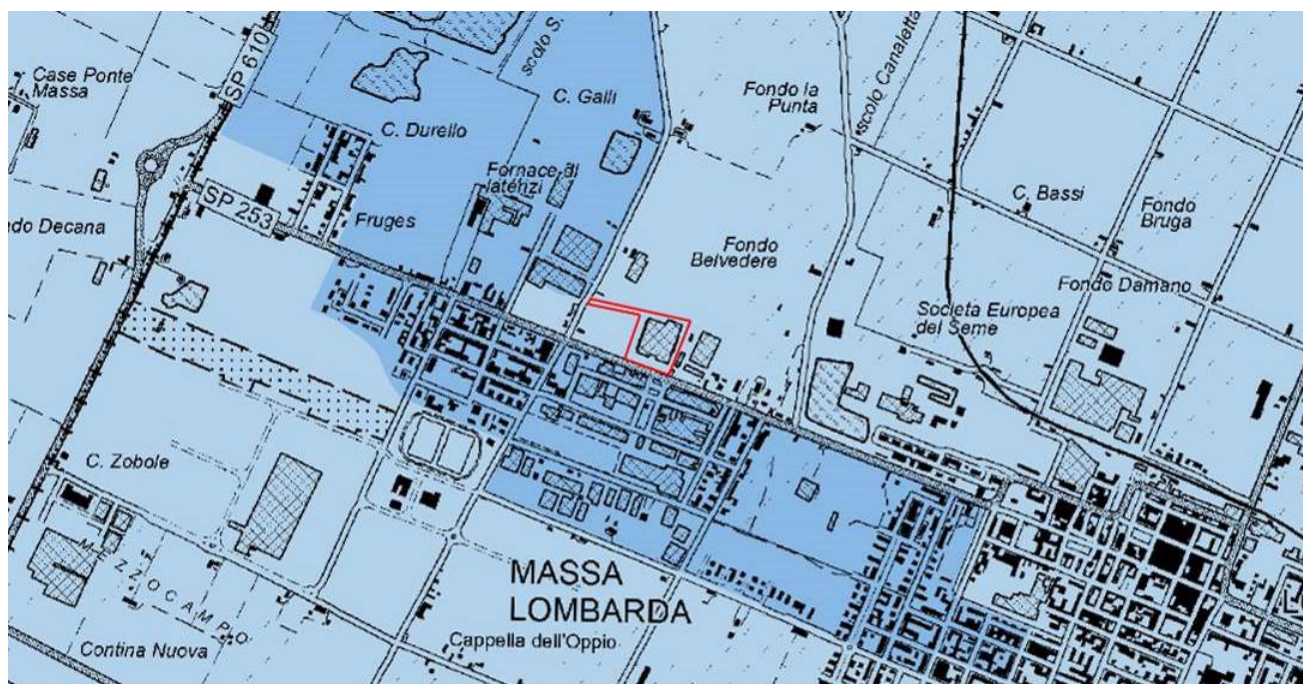 Case Ponte
Massa
SP 610
scolo S.
C. Galli
C. Durello
Fondo la
Punta
scolo Canaletta
Fornace di
laterizi
C. Bassi
Fondo
Bruga
SP 253
Fruges
do Decana
Fondo
Belvedere
Fondo Damano
Societa Europea
del Seme
C. Zobole
MEZZOCAMPO
MASSA
LOMBARDA
Cappella dell'Oppio
Contina Nuova
L